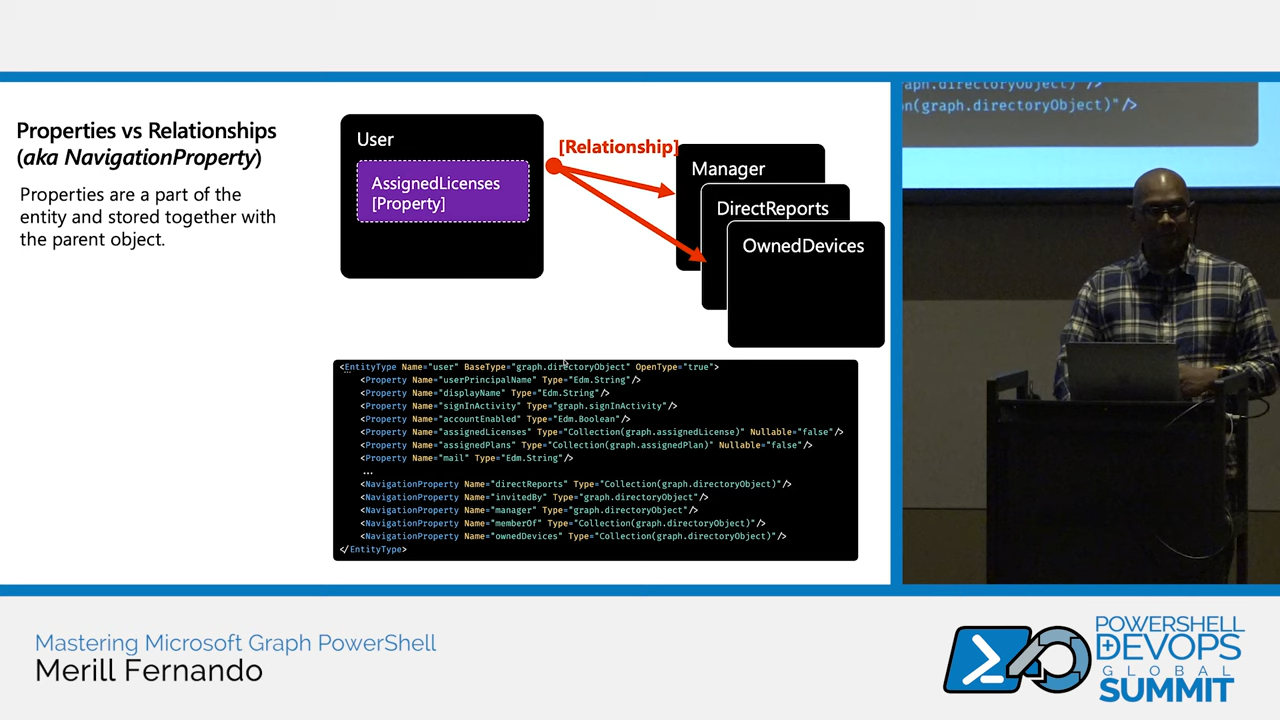 Properties vs Relationships
(aka NavigationProperty)
Properties are a part of the
entity and stored together with
the parent object.
User
AssignedLicenses
[Property]
[Relationship]
Manager
DirectReports
OwnedDevices
<EntityType Name="user" BaseType="graph.directoryObject" OpenType="true">
<Property Name="userPrincipalName" Type="Edm.String"/>
<Property Name="displayName" Type="Edm.String"/>
<Property Name="signInActivity" Type="graph.signInActivity"/>
<Property Name="accountEnabled" Type="Edm.Boolean"/>
<Property Name="assignedLicenses" Type="Collection(graph.assignedLicense)" Nullable="false"/>
<Property Name="assignedPlans" Type="Collection(graph.assignedPlan)" Nullable="false"/>
<Property Name="mail" Type="Edm.String"/>
...
<NavigationProperty Name="directReports" Type="Collection(graph.directoryObject)"/>
<NavigationProperty Name="invitedBy" Type="graph.directoryObject"/>
<NavigationProperty Name="manager" Type="graph.directoryObject"/>
<NavigationProperty Name="memberOf" Type="Collection(graph.directoryObject)"/>
<NavigationProperty Name="ownedDevices" Type="Collection(graph.directoryObject)"/>
</EntityType>
aph.directoryObject)"/>
n(graph.directoryObject)"/>
Mastering Microsoft Graph PowerShell
Merill Fernando
POWERSHELL
+DEVOPS
GLOBAL
SUMMIT